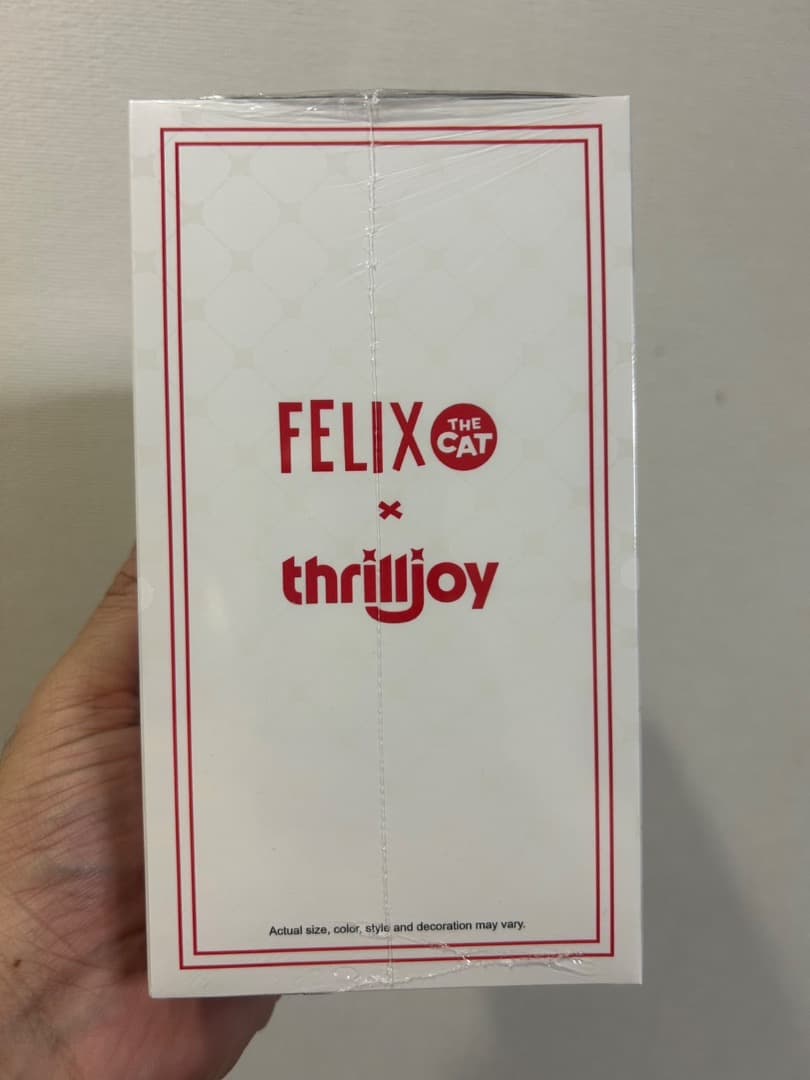 FELIX THE CAT
×
thrilljoy
Actual size, color, style and decoration may vary.